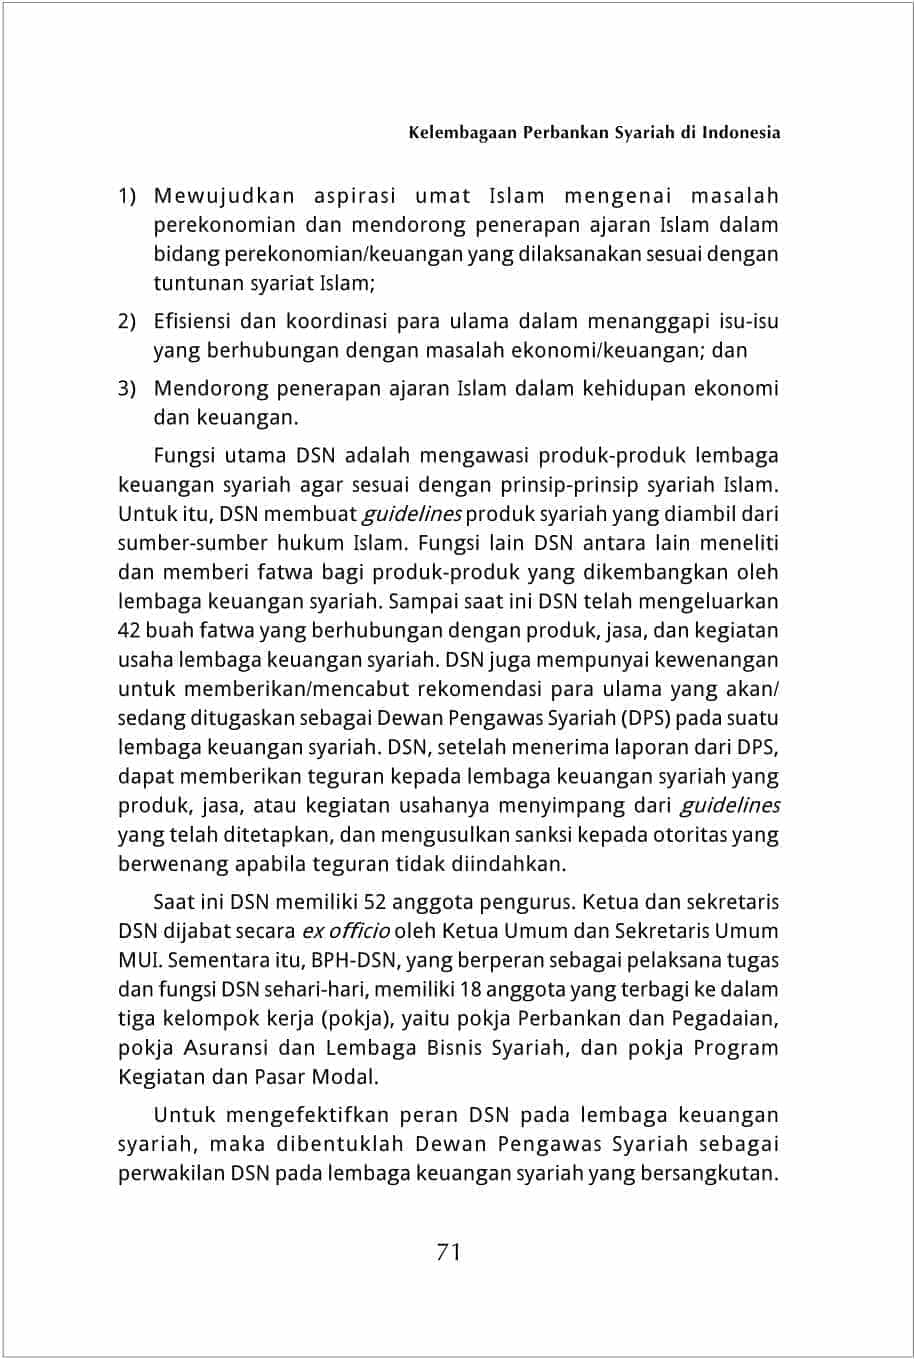 Kelembagaan Perbankan Syariah di Indonesia
1) Mewujudkan aspirasi umat Islam mengenai masalah
perekonomian dan mendorong penerapan ajaran Islam dalam
bidang perekonomian/keuangan yang dilaksanakan sesuai dengan
tuntunan syariat Islam;
2) Efisiensi dan koordinasi para ulama dalam menanggapi isu-isu
yang berhubungan dengan masalah ekonomi/keuangan; dan
3) Mendorong penerapan ajaran Islam dalam kehidupan ekonomi
dan keuangan.
Fungsi utama DSN adalah mengawasi produk-produk lembaga
keuangan syariah agar sesuai dengan prinsip-prinsip syariah Islam.
Untuk itu, DSN membuat guidelines produk syariah yang diambil dari
sumber-sumber hukum Islam. Fungsi lain DSN antara lain meneliti
dan memberi fatwa bagi produk-produk yang dikembangkan oleh
lembaga keuangan syariah. Sampai saat ini DSN telah mengeluarkan
42 buah fatwa yang berhubungan dengan produk, jasa, dan kegiatan
usaha lembaga keuangan syariah. DSN juga mempunyai kewenangan
untuk memberikan/mencabut rekomendasi para ulama yang akan/
sedang ditugaskan sebagai Dewan Pengawas Syariah (DPS) pada suatu
lembaga keuangan syariah. DSN, setelah menerima laporan dari DPS,
dapat memberikan teguran kepada lembaga keuangan syariah yang
produk, jasa, atau kegiatan usahanya menyimpang dari guidelines
yang telah ditetapkan, dan mengusulkan sanksi kepada otoritas yang
berwenang apabila teguran tidak diindahkan.
Saat ini DSN memiliki 52 anggota pengurus. Ketua dan sekretaris
DSN dijabat secara ex officio oleh Ketua Umum dan Sekretaris Umum
MUI. Sementara itu, BPH-DSN, yang berperan sebagai pelaksana tugas
dan fungsi DSN sehari-hari, memiliki 18 anggota yang terbagi ke dalam
tiga kelompok kerja (pokja), yaitu pokja Perbankan dan Pegadaian,
pokja Asuransi dan Lembaga Bisnis Syariah, dan pokja Program
Kegiatan dan Pasar Modal.
Untuk mengefektifkan peran DSN pada lembaga keuangan
syariah, maka dibentuklah Dewan Pengawas Syariah sebagai
perwakilan DSN pada lembaga keuangan syariah yang bersangkutan.
71